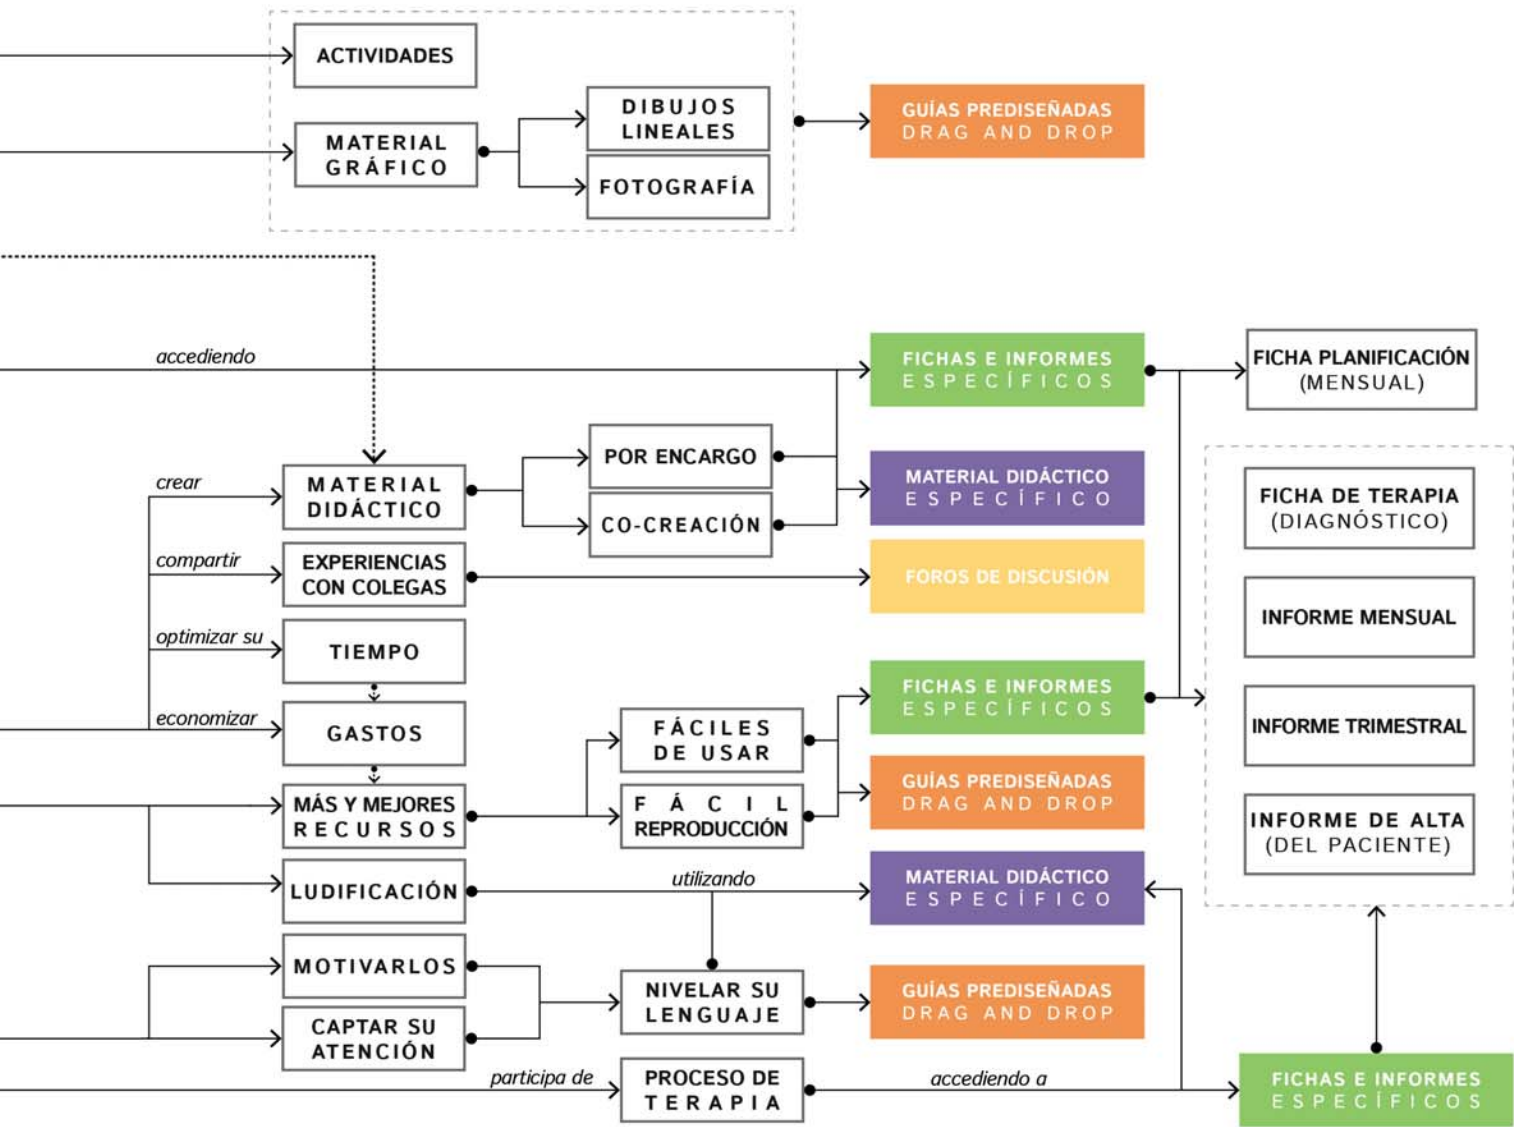 ACTIVIDADES
MATERIAL
GRÁFICO
DIBUJOS
LINEALES
FOTOGRAFÍA
GUÍAS PREDISEÑADAS
DRAG AND DROP
accediendo
FICHAS E INFORMES
ESPECÍFICOS
FICHA PLANIFICACIÓN
(MENSUAL)
crear
MATERIAL
DIDÁCTICO
POR ENCARGO
CO-CREACIÓN
MATERIAL DIDÁCTICO
ESPECÍFICO
FICHA DE TERAPIA
(DIAGNÓSTICO)
compartir
EXPERIENCIAS
CON COLEGAS
FOROS DE DISCUSIÓN
INFORME MENSUAL
optimizar su
TIEMPO
economizar
GASTOS
FÁCILES
DE USAR
FICHAS E INFORMES
ESPECÍFICOS
INFORME TRIMESTRAL
MÁS Y MEJORES
RECURSOS
FÁCIL
REPRODUCCIÓN
GUÍAS PREDISEÑADAS
DRAG AND DROP
INFORME DE ALTA
(DEL PACIENTE)
LUDIFICACIÓN
utilizando
MATERIAL DIDÁCTICO
ESPECÍFICO
MOTIVARLOS
CAPTAR SU
ATENCIÓN
NIVELAR SU
LENGUAJE
GUÍAS PREDISEÑADAS
DRAG AND DROP
participa de
PROCESO DE
TERAPIA
accediendo a
FICHAS E INFORMES
ESPECÍFICOS